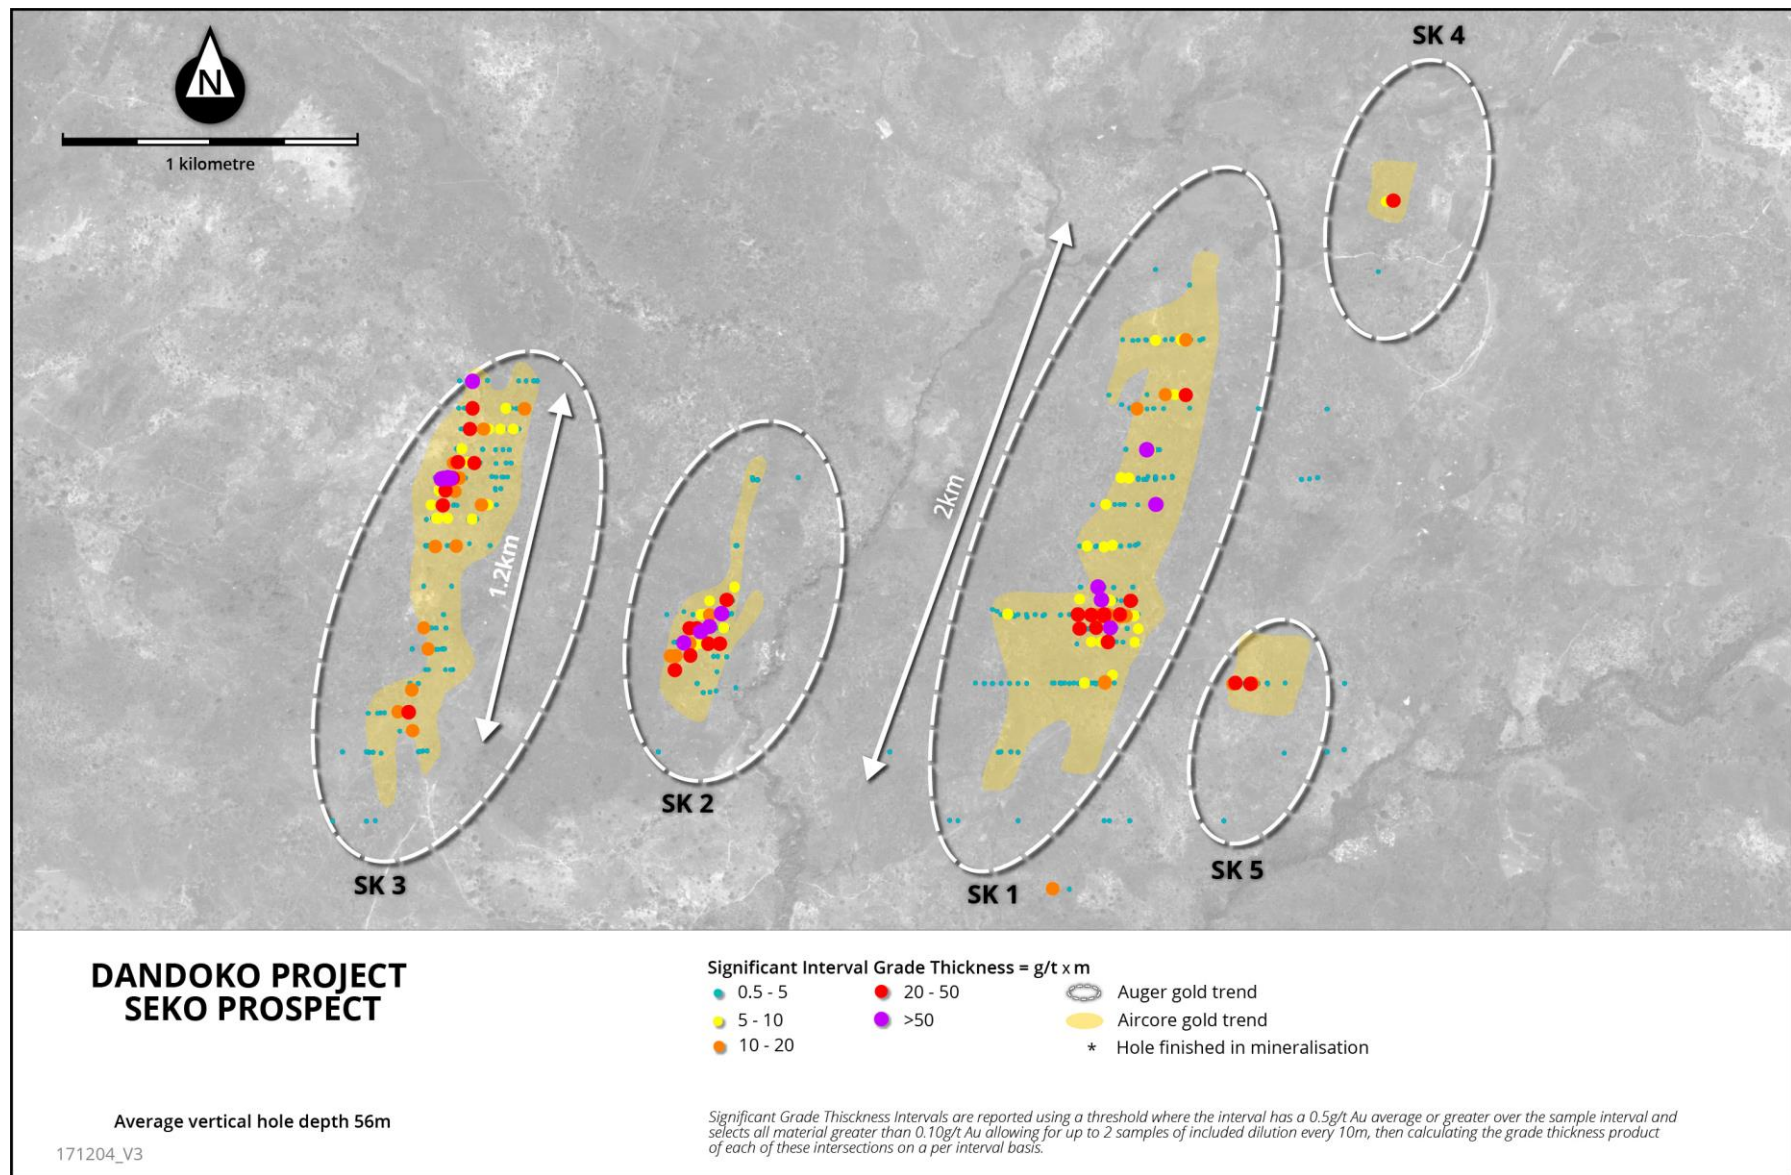 SK 4
N
1 kilometre
2km
1.2km
SK 2
SK 3
SK 1
SK 5
DANDOKO PROJECT
SEKO PROSPECT
Average vertical hole depth 56m
171204_V3
Significant Interval Grade Thickness = g/t x m
0.5 - 5
5 - 10
10 - 20
20 - 50
>50
Auger gold trend
Aircore gold trend
* Hole finished in mineralisation
Significant Grade Thisckness Intervals are reported using a threshold where the interval has a 0.5g/t Au average or greater over the sample interval and
selects all material greater than 0.10g/t Au allowing for up to 2 samples of included dilution every 10m, then calculating the grade thickness product
of each of these intersections on a per interval basis.